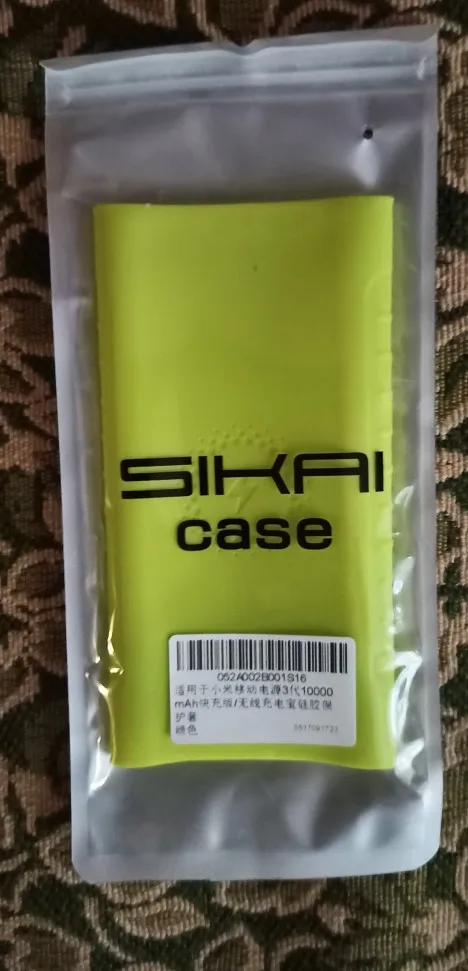 SIKAI
case
052A002B001S16
适用于小米移动电源3代10000
mAh快充版/无线充电宝硅胶保
护套
绿色